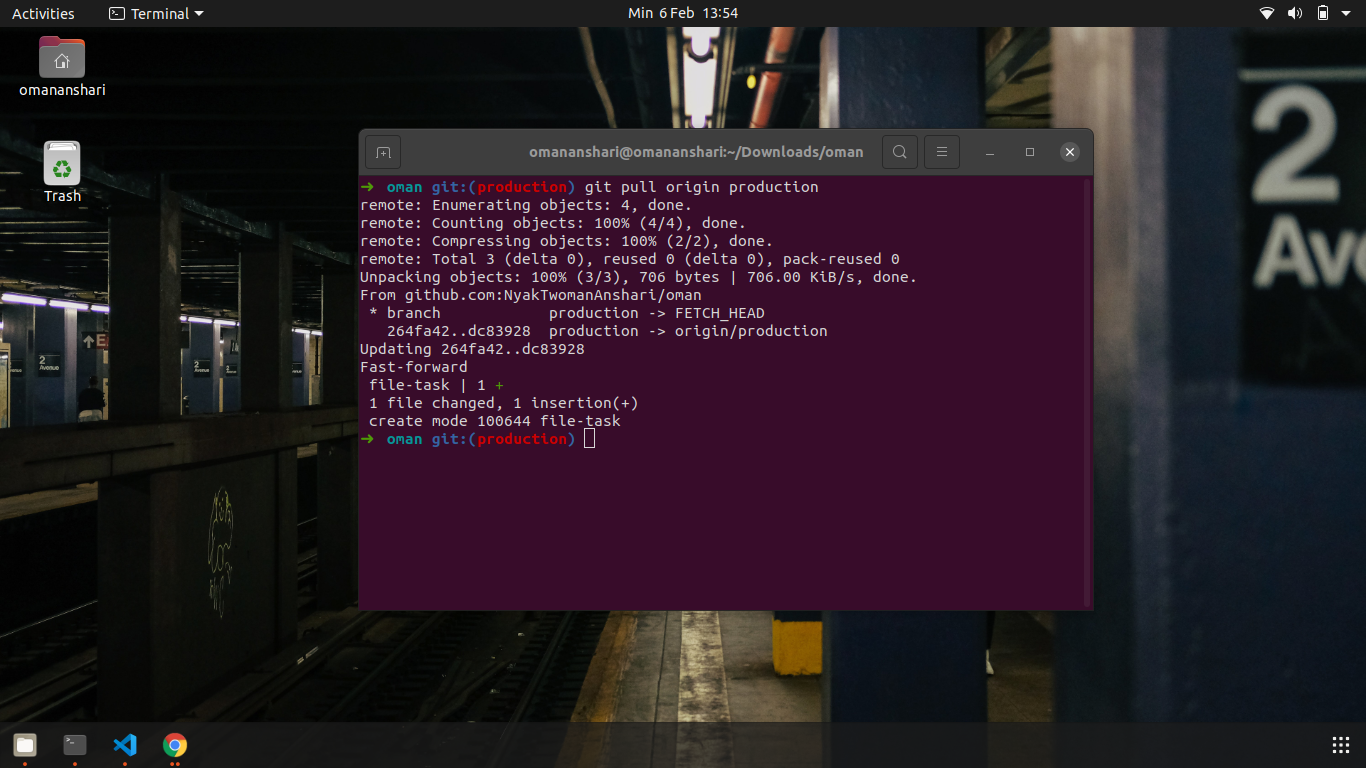 Activities
Terminal
Min 6 Feb 13:54
omananshari
Trash
omananshari@omananshari:~/Downloads/oman
➜ oman git:(production) git pull origin production
remote: Enumerating objects: 4, done.
remote: Counting objects: 100% (4/4), done.
remote: Compressing objects: 100% (2/2), done.
remote: Total 3 (delta 0), reused 0 (delta 0), pack-reused 0
Unpacking objects: 100% (3/3), 706 bytes | 706.00 KiB/s, done.
From github.com:NyakTwomanAnshari/oman
 * branch            production -> FETCH_HEAD
   264fa42..dc83928  production -> origin/production
Updating 264fa42..dc83928
Fast-forward
 file-task | 1 +
 1 file changed, 1 insertion(+)
 create mode 100644 file-task
➜ oman git:(production)
2
Ave
2
Avenue
2
Avenue